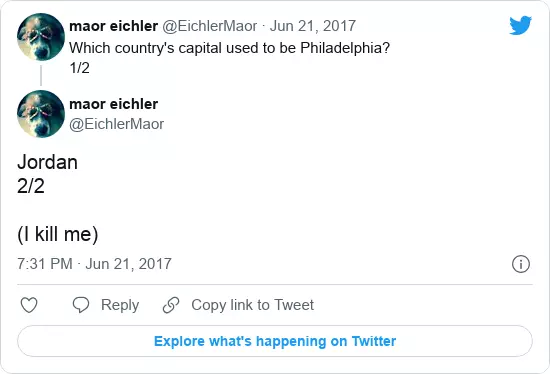 maor eichler @EichlerMaor · Jun 21, 2017
Which country's capital used to be Philadelphia?
1/2
maor eichler
@EichlerMaor
Jordan
2/2
(I kill me)
7:31 PM · Jun 21, 2017
Reply
Copy link to Tweet
Explore what's happening on Twitter